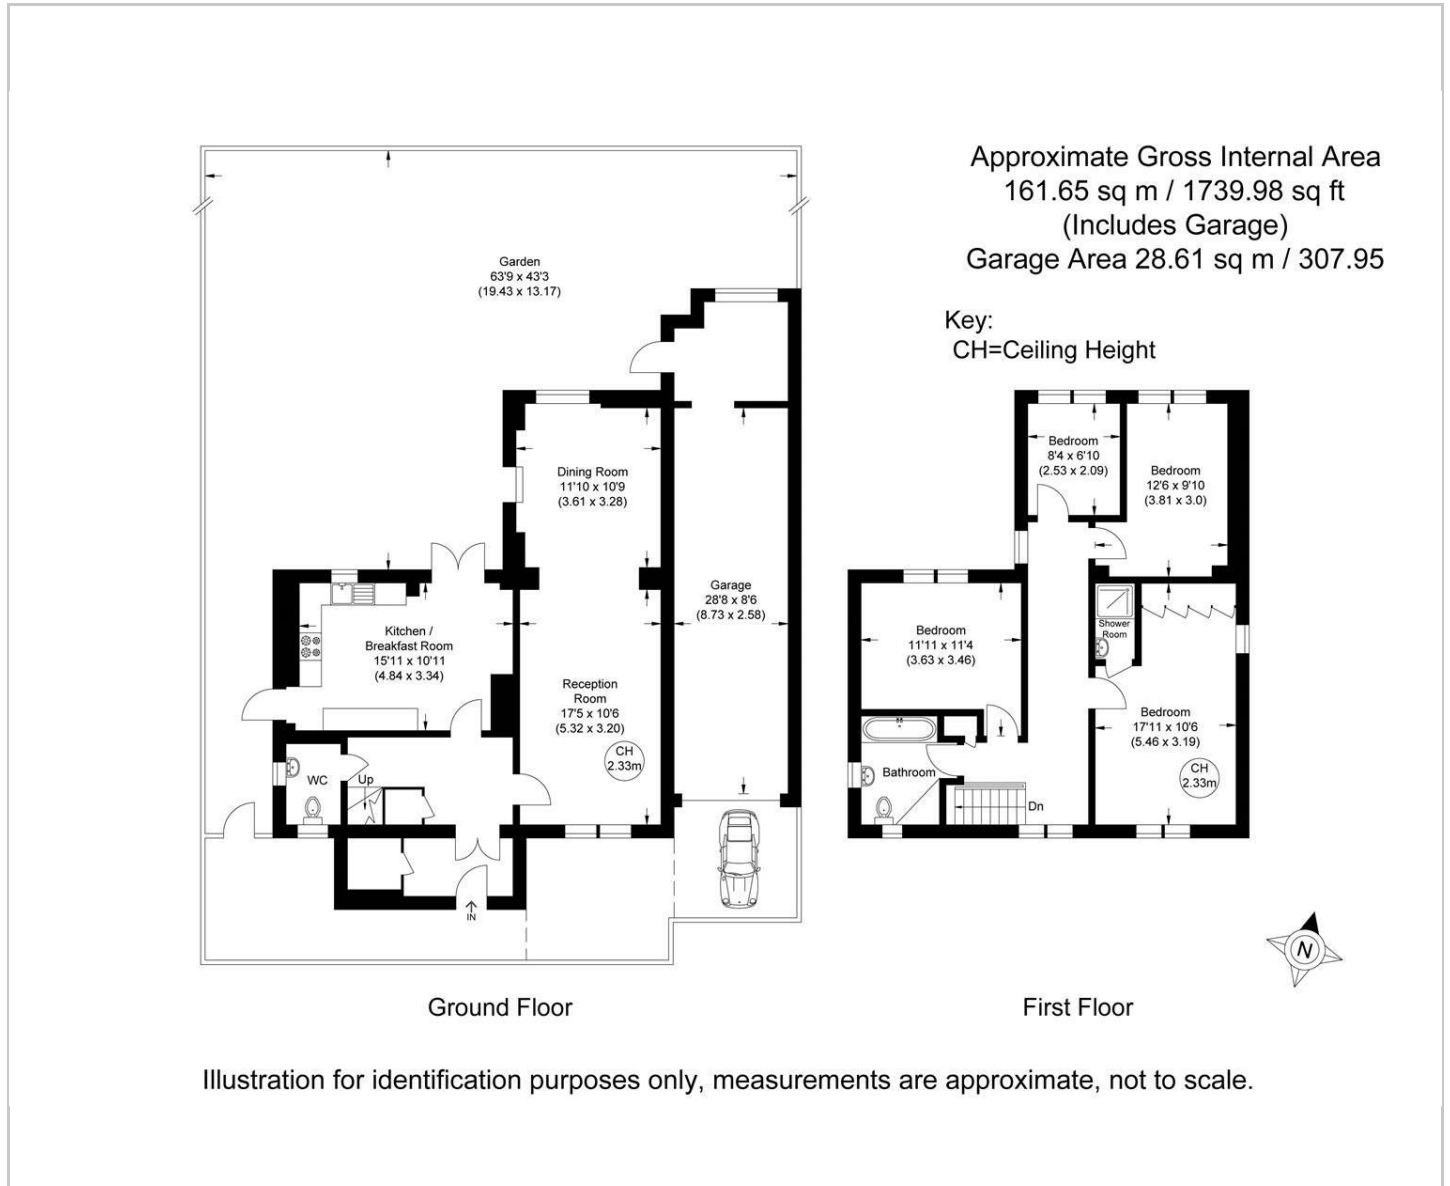 Approximate Gross Internal Area
161.65 sq m / 1739.98 sq ft
(Includes Garage)
Garage Area 28.61 sq m / 307.95
Key:
CH=Ceiling Height
Garden
63'9 x 43'3
(19.43 x 13.17)
Dining Room
11'10 x 10'9
(3.61 x 3.28)
Garage
28'8 x 8'6
(8.73 x 2.58)
Kitchen /
Breakfast Room
15'11 x 10'11
(4.84 x 3.34)
Reception
Room
17'5 x 10'6
(5.32 x 3.20)
CH
2.33m
WC
Up
IN
Bedroom
8'4 x 6'10
(2.53 x 2.09)
Bedroom
12'6 x 9'10
(3.81 x 3.0)
Bedroom
11'11 x 11'4
(3.63 x 3.46)
Shower
Room
Bedroom
17'11 x 10'6
(5.46 x 3.19)
CH
2.33m
Bathroom
Dn
N
Ground Floor
First Floor
Illustration for identification purposes only, measurements are approximate, not to scale.